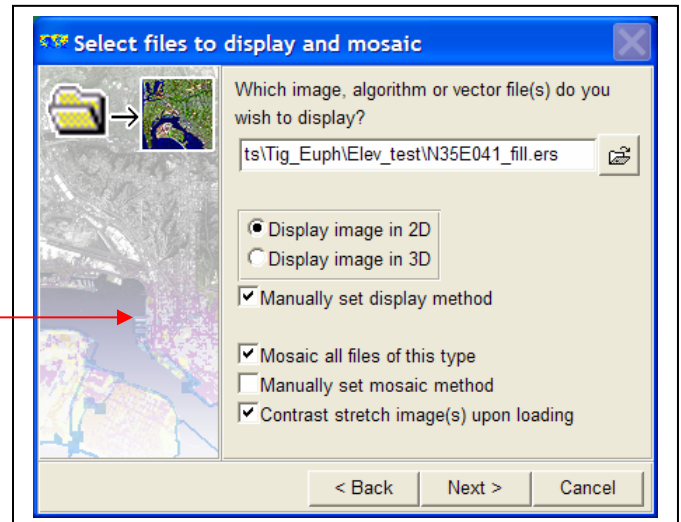 Select files to display and mosaic
Which image, algorithm or vector file(s) do you
wish to display?
ts\Tig_Euph\Elev_test\N35E041_fill.ers
Display image in 2D
Display image in 3D
Manually set display method
Mosaic all files of this type
Manually set mosaic method
Contrast stretch image(s) upon loading
< Back
Next >
Cancel